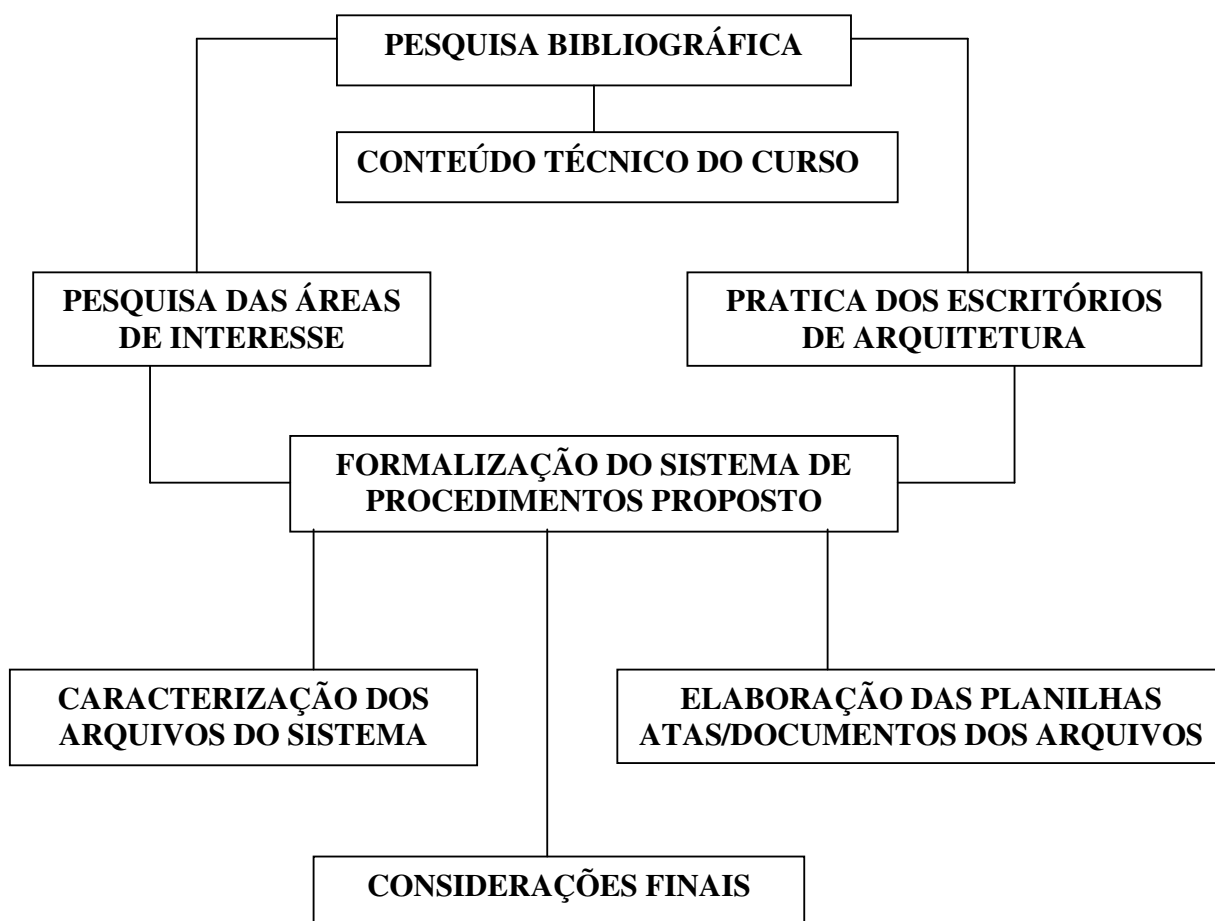 PESQUISA BIBLIOGRÁFICA
CONTEÚDO TÉCNICO DO CURSO
PESQUISA DAS ÁREAS
DE INTERESSE
PRATICA DOS ESCRITÓRIOS
DE ARQUITETURA
FORMALIZAÇÃO DO SISTEMA DE
PROCEDIMENTOS PROPOSTO
CARACTERIZAÇÃO DOS
ARQUIVOS DO SISTEMA
ELABORAÇÃO DAS PLANILHAS
ATAS/DOCUMENTOS DOS ARQUIVOS
CONSIDERAÇÕES FINAIS